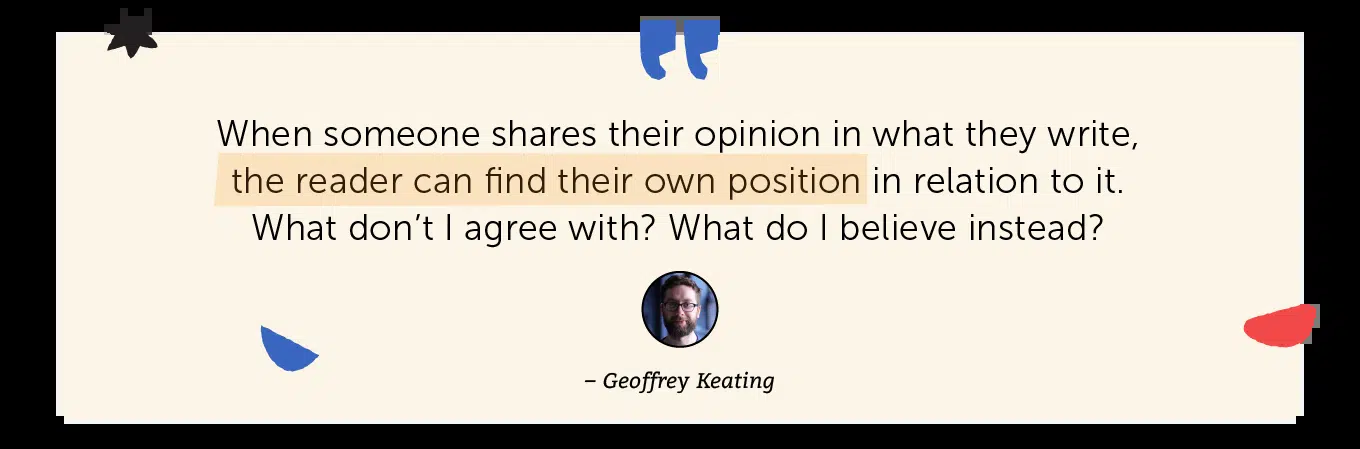 When someone shares their opinion in what they write,
the reader can find their own position in relation to it.
What don’t I agree with? What do I believe instead?
– Geoffrey Keating